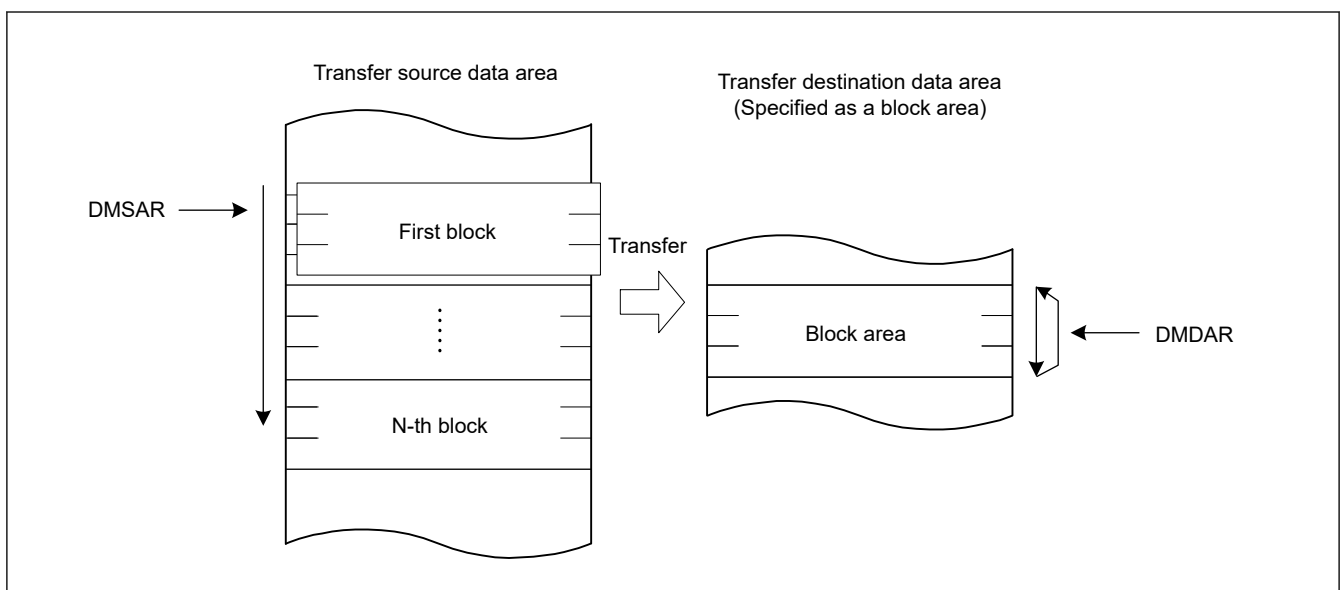 Transfer source data area
Transfer destination data area
(Specified as a block area)
DMSAR
First block
Transfer
Block area
DMDAR
N-th block